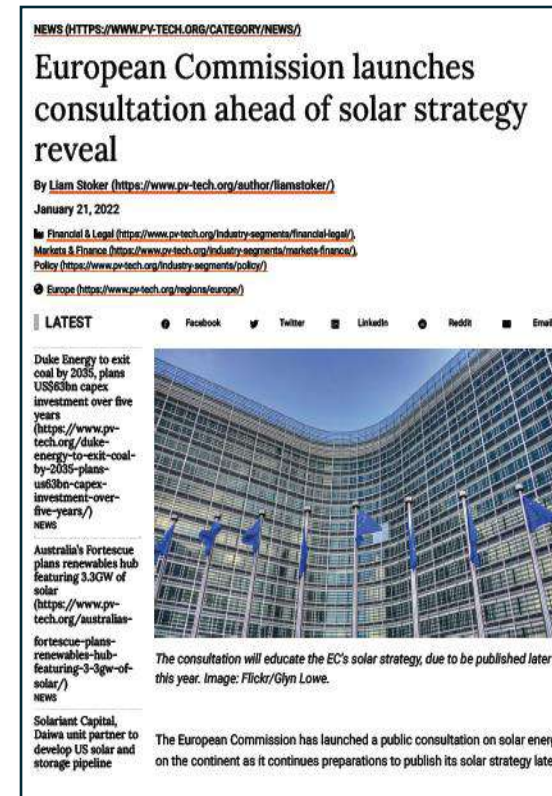 NEWS (HTTPS://WWW.PV-TECH.ORG/CATEGORY/NEWS/)
European Commission launches
consultation ahead of solar strategy
reveal
By Liam Stoker (https://www.pv-tech.org/author/liamstoker/)
January 21, 2022
Financial & Legal (https://www.pv-tech.org/industry-segments/financial-legal/),
Markets & Finance (https://www.pv-tech.org/industry-segments/markets-finance/),
Policy (https://www.pv-tech.org/industry-segments/policy/)
Europe (https://www.pv-tech.org/regions/europe/)
LATEST
Facebook Twitter LinkedIn Reddit Email
Duke Energy to exit
coal by 2035, plans
US$63bn capex
investment over five
years
(https://www.pv-
tech.org/duke-
energy-to-exit-coal-
by-2035-plans-
us63bn-capex-
investment-over-
five-years/)
NEWS
Australia's Fortescue
plans renewables hub
featuring 3.3GW of
solar
(https://www.pv-
tech.org/australias-
fortescue-plans-
renewables-hub-
featuring-3-3gw-of-
solar/)
NEWS
Solariant Capital,
Daiwa unit partner to
develop US solar and
storage pipeline
The consultation will educate the EC's solar strategy, due to be published later
this year. Image: Flickr/Glyn Lowe.
The European Commission has launched a public consultation on solar energ
on the continent as it continues preparations to publish its solar strategy late